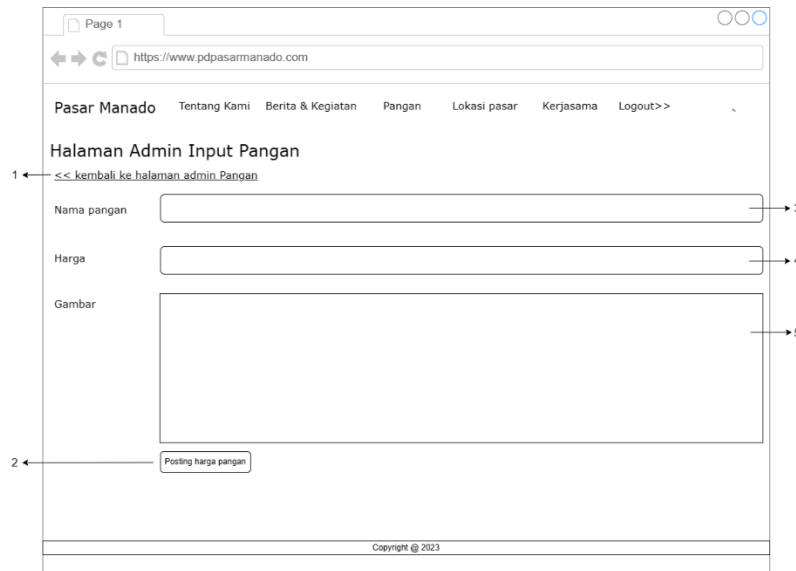 Page 1
https://www.pdpasarmanado.com
Pasar Manado Tentang Kami Berita & Kegiatan Pangan Lokasi pasar Kerjasama Logout>>
Halaman Admin Input Pangan
1 << kembali ke halaman admin Pangan
Nama pangan
Harga
Gambar
2 Posting harga pangan
Copyright @ 2023